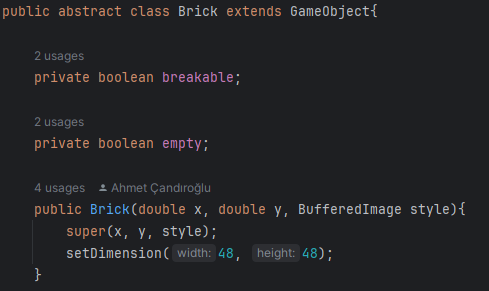 public abstract class Brick extends GameObject{
2 usages
private boolean breakable;
2 usages
private boolean empty;
4 usages Ahmet Çandıroğlu
public Brick(double x, double y, BufferedImage style){
super(x, y, style);
setDimension( width: 48, height: 48);
}